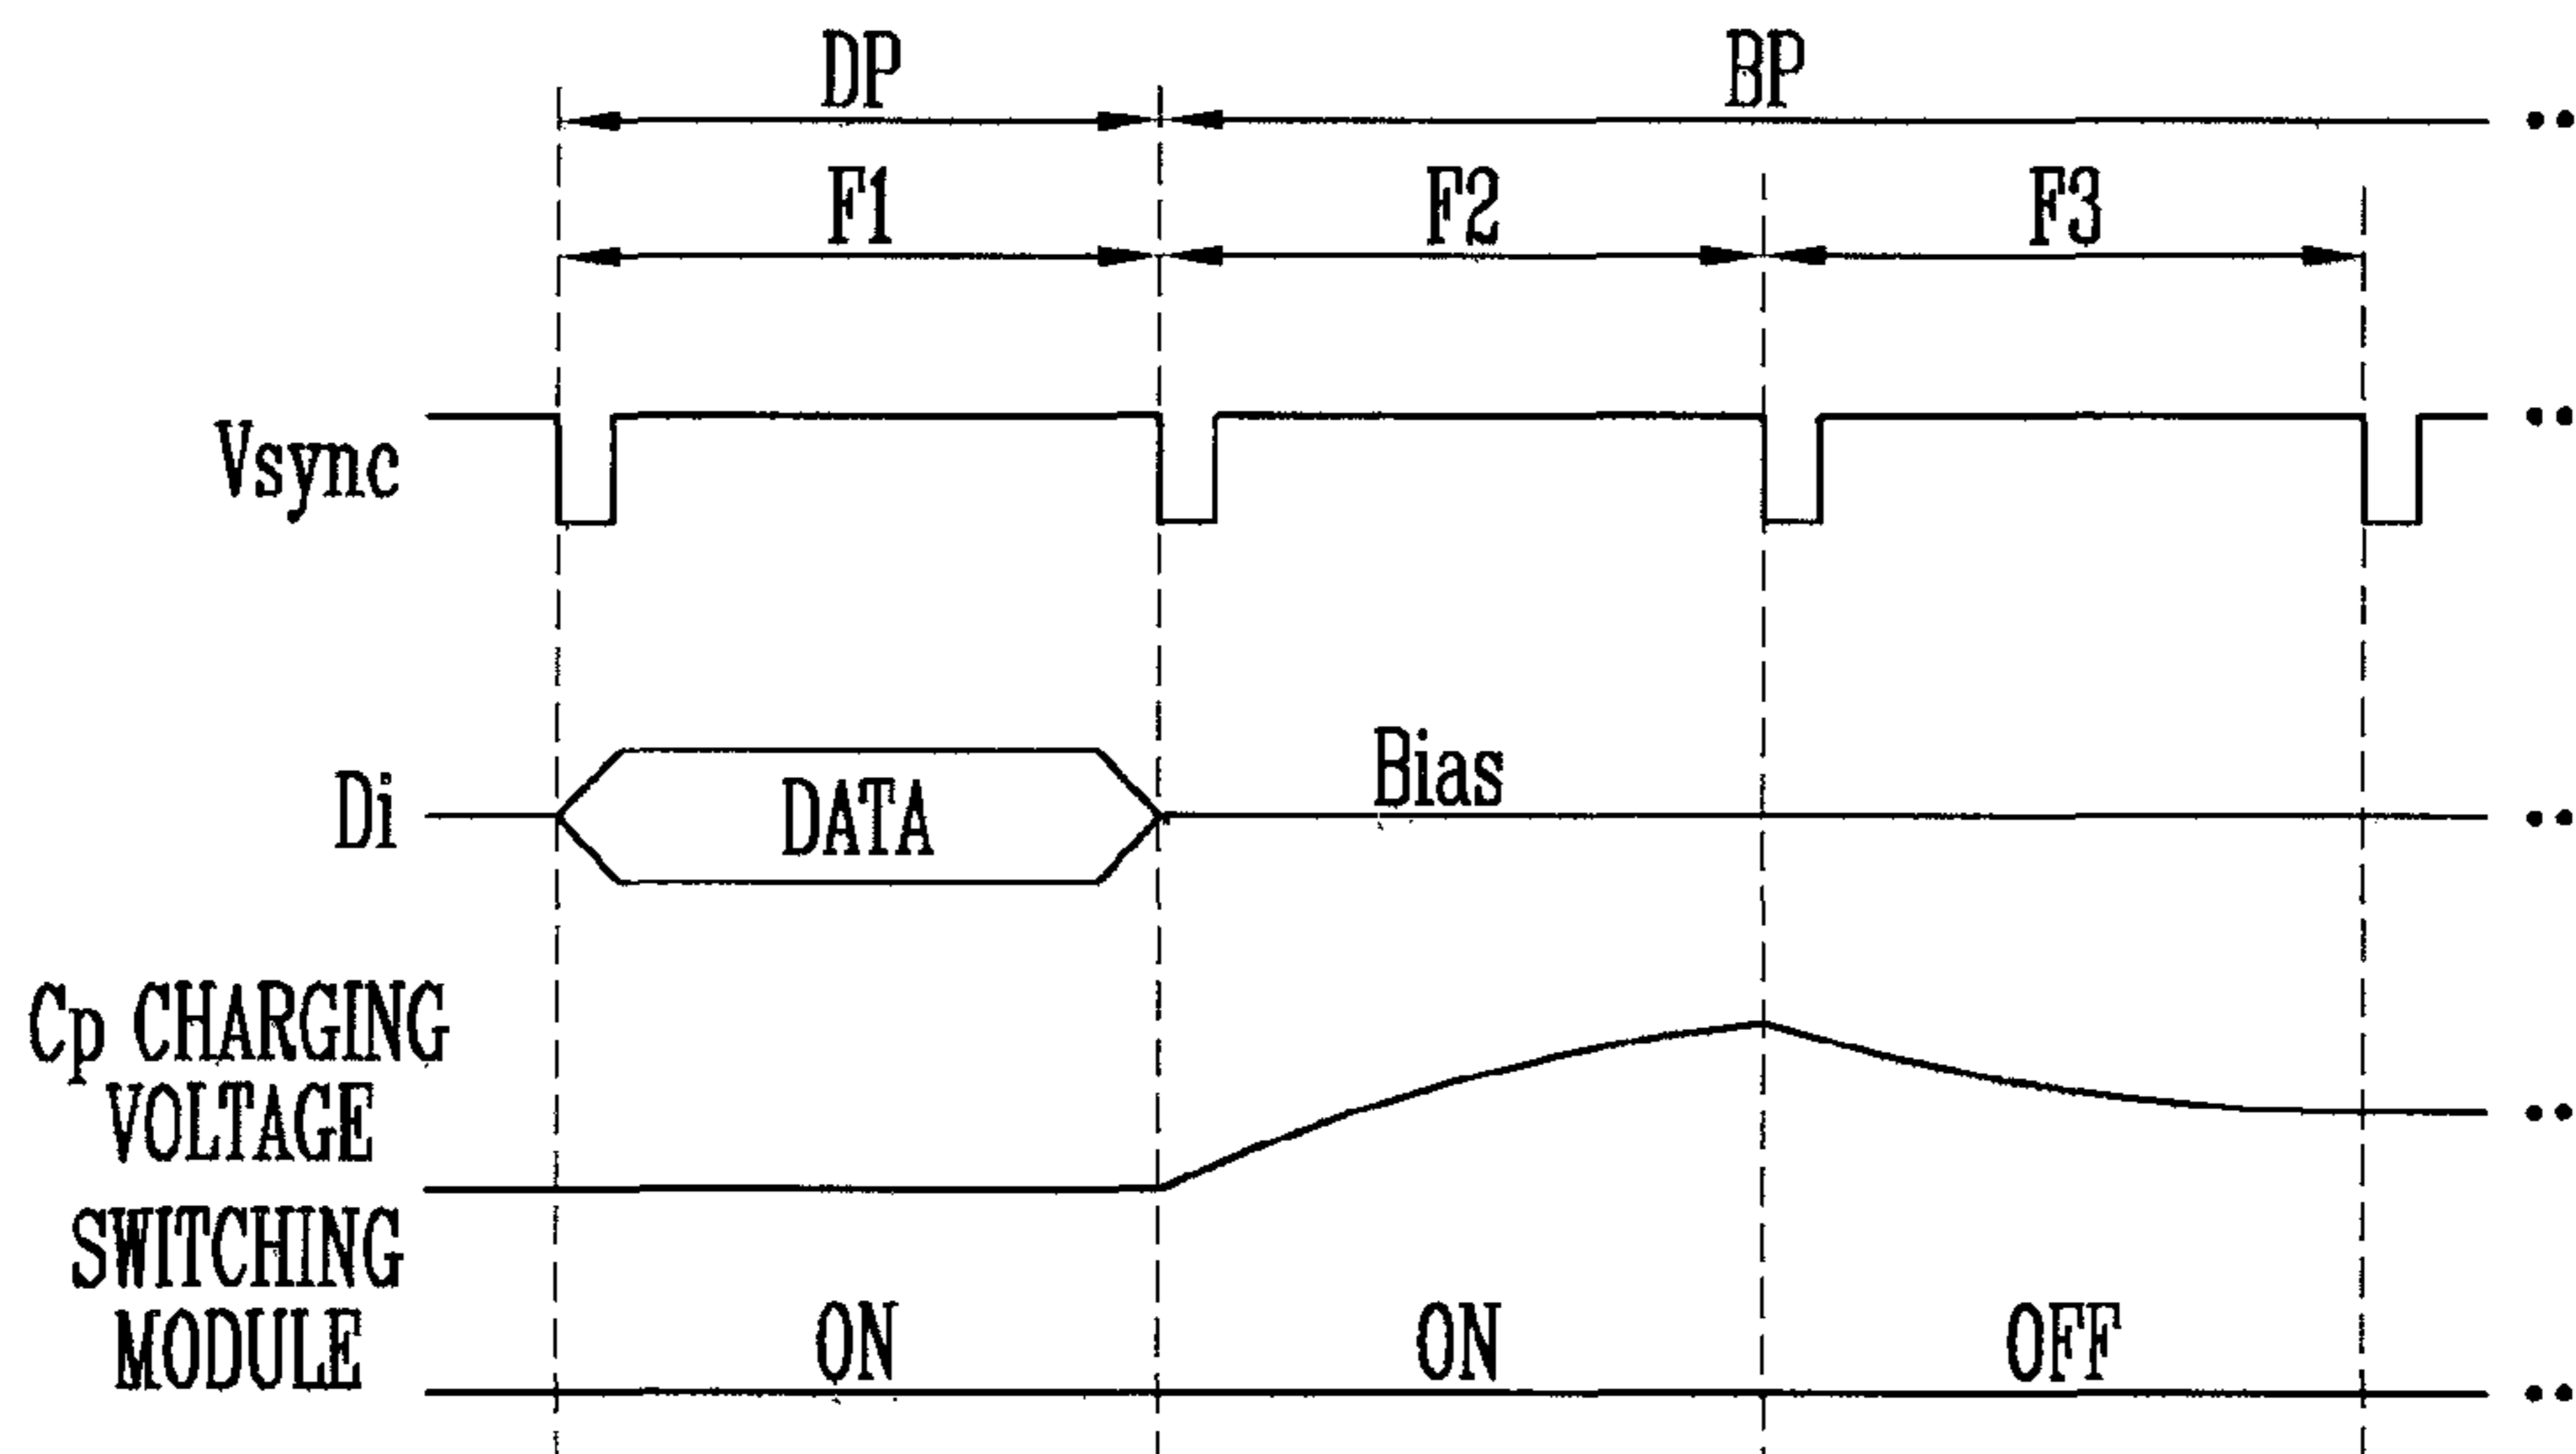 DP BP
F1 F2 F3
Vsync
Di DATA Bias
Cp CHARGING
VOLTAGE
SWITCHING
MODULE ON ON OFF